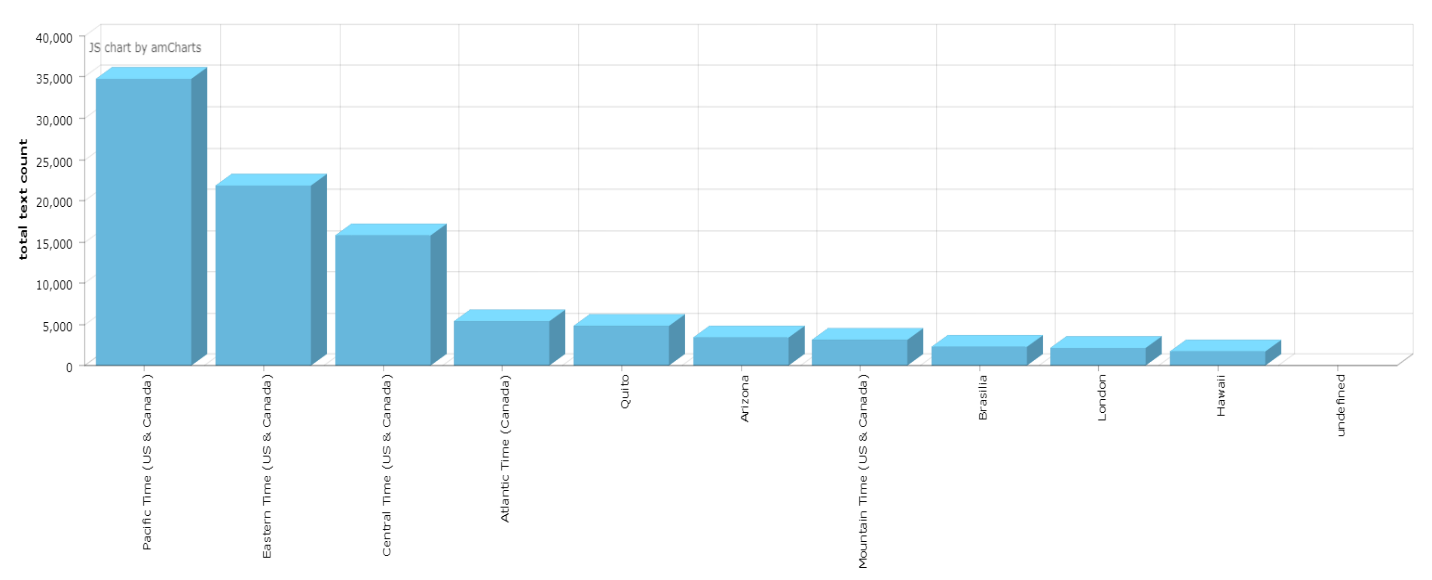 40,000
JS chart by amCharts
35,000
30,000
25,000
20,000
15,000
10,000
5,000
0
total text count
Pacific Time (US & Canada)
Eastern Time (US & Canada)
Central Time (US & Canada)
Atlantic Time (Canada)
Quito
Arizona
Mountain Time (US & Canada)
Brasilia
London
Hawaii
undefined